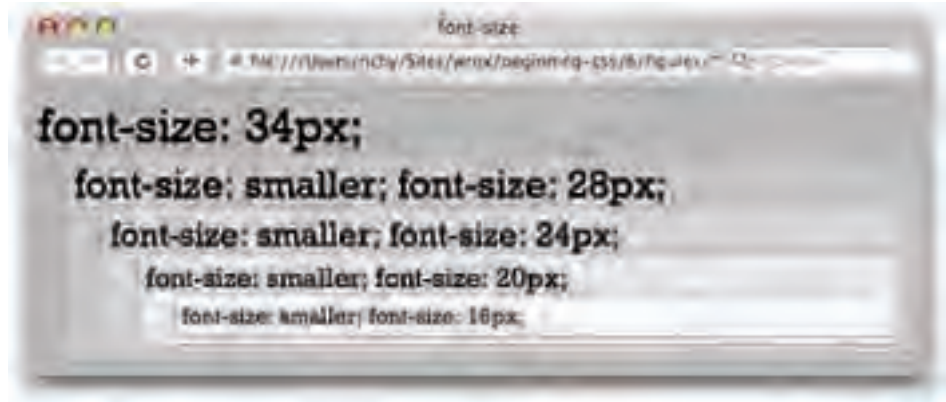 font-size
font-size: 34px;
font-size: smaller; font-size: 28px;
font-size: smaller; font-size: 24px;
font-size: smaller; font-size: 20px;
font-size: smaller; font-size: 16px;